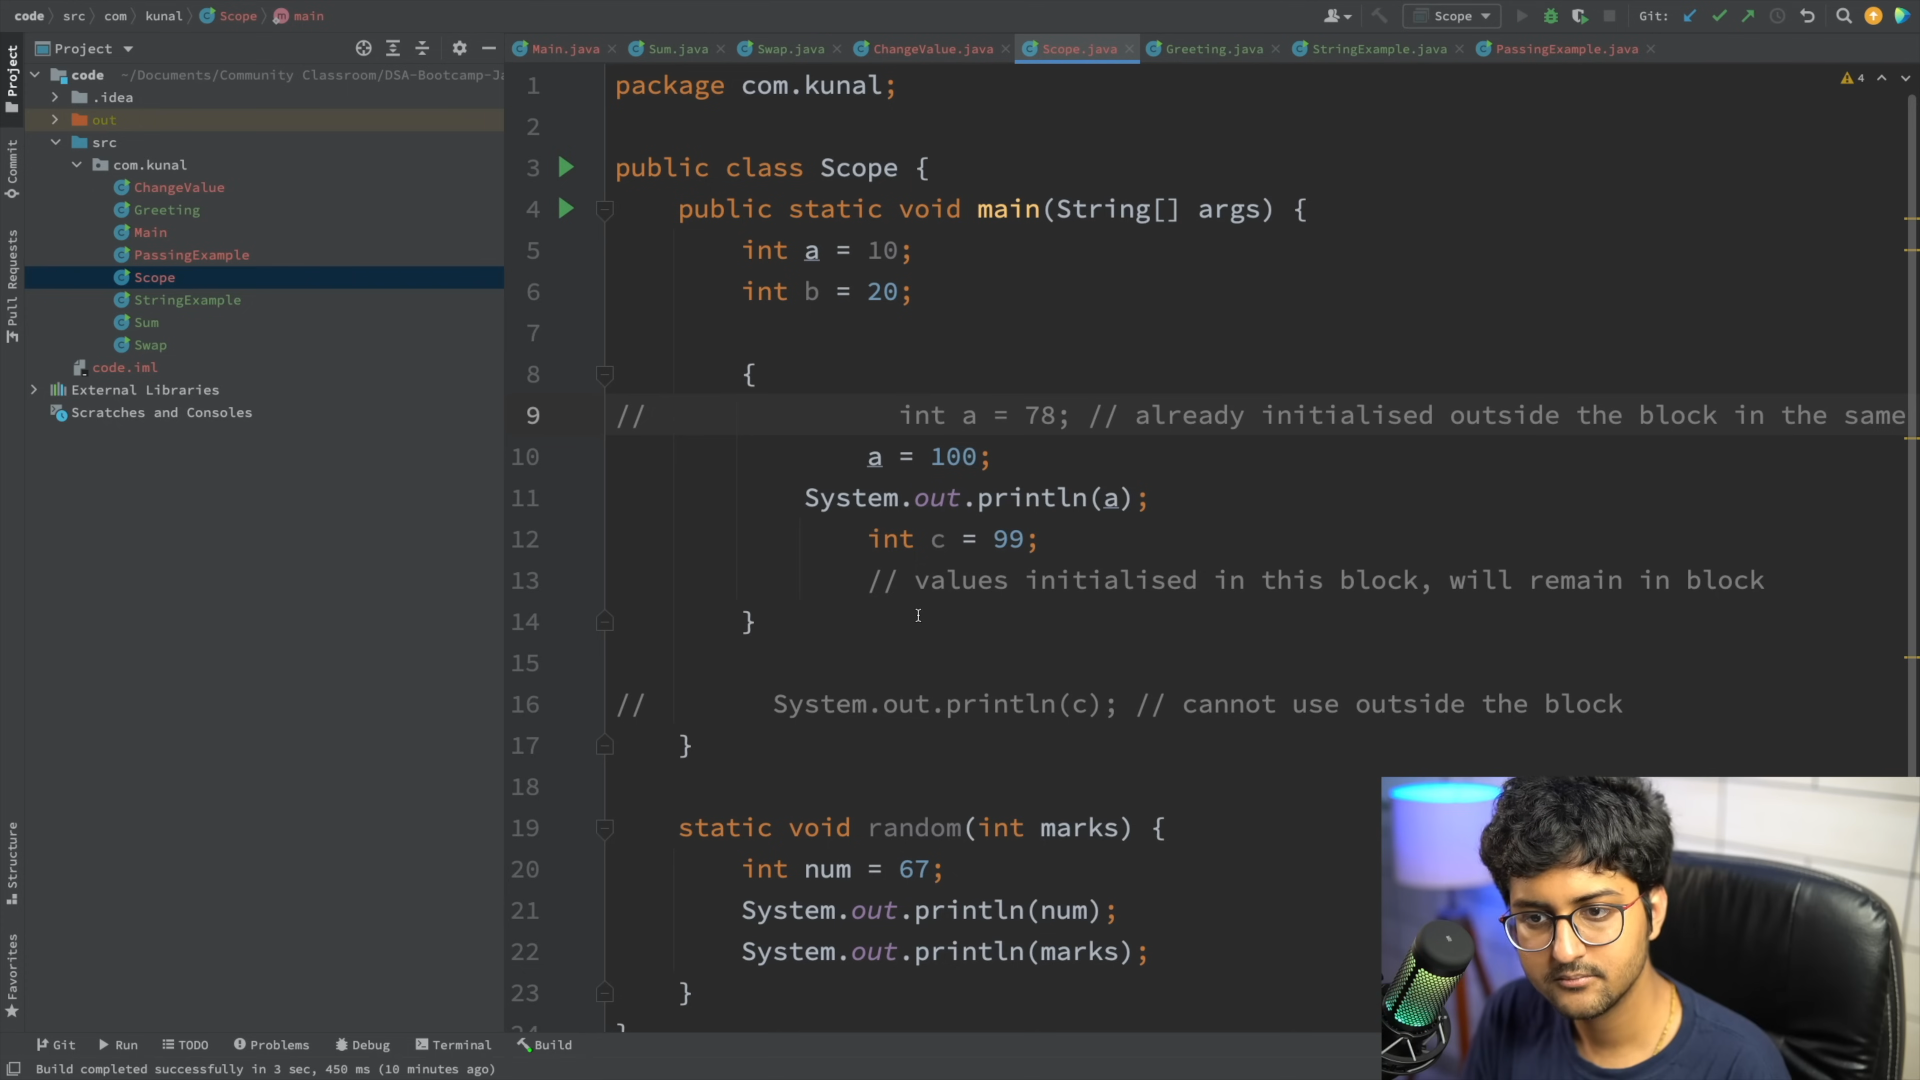 code src com kunal Scope main
Scope
Git:
Project
Main.java Sum.java Swap.java ChangeValue.java Scope.java Greeting.java StringExample.java PassingExample.java
code ~/Documents/Community Classroom/DSA-Bootcamp-Ja
.idea
out
src
com.kunal
ChangeValue
Greeting
Main
PassingExample
Scope
StringExample
Sum
Swap
code.iml
External Libraries
Scratches and Consoles
Project
Commit
Pull Requests
Structure
Favorites
4
1 package com.kunal;
2
3 public class Scope {
4 public static void main(String[] args) {
5 int a = 10;
6 int b = 20;
7
8 {
9 // int a = 78; // already initialised outside the block in the same
10 a = 100;
11 System.out.println(a);
12 int c = 99;
13 // values initialised in this block, will remain in block
14 }
15
16 // System.out.println(c); // cannot use outside the block
17 }
18
19 static void random(int marks) {
20 int num = 67;
21 System.out.println(num);
22 System.out.println(marks);
23 }
24 }
Git Run TODO Problems Debug Terminal Build
Build completed successfully in 3 sec, 450 ms (10 minutes ago)